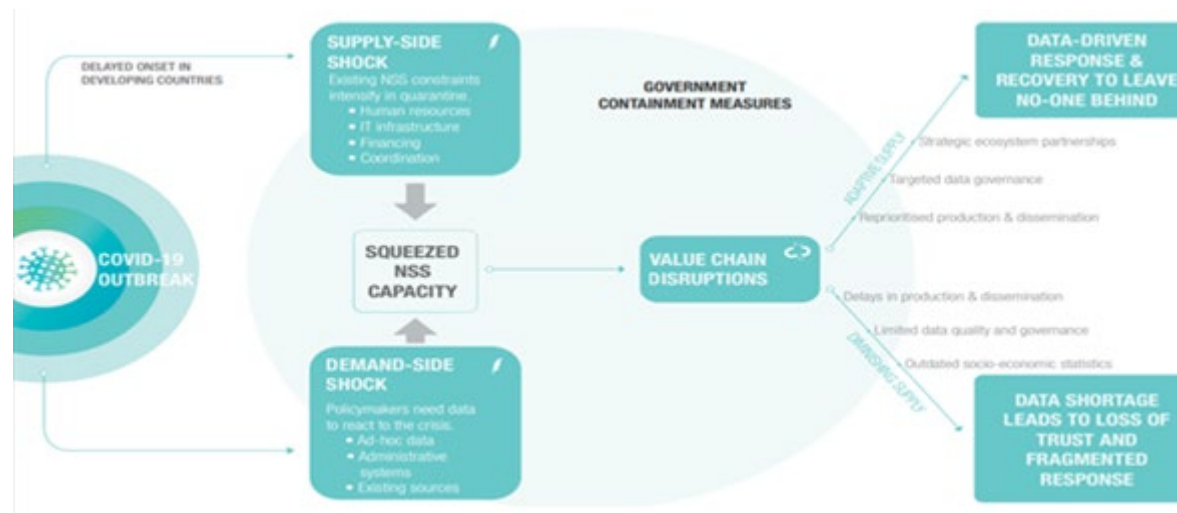 DELAYED ONSET IN
DEVELOPING COUNTRIES
COVID-19
OUTBREAK
SUPPLY-SIDE
SHOCK
Existing NSS constraints
intensify in quarantine.
• Human resources
• IT infrastructure
• Financing
• Coordination
SQUEEZED
NSS
CAPACITY
DEMAND-SIDE
SHOCK
Policymakers need data
to react to the crisis.
• Ad-hoc data
• Administrative
systems
• Existing sources
GOVERNMENT
CONTAINMENT MEASURES
VALUE CHAIN
DISRUPTIONS
DATA-DRIVEN
RESPONSE &
RECOVERY TO LEAVE
NO-ONE BEHIND
ADAPTIVE SUPPLY
• Strategic ecosystem partnerships
• Targeted data governance
• Reprioritised production & dissemination
• Delays in production & dissemination
• Limited data quality and governance
• Outdated socio-economic statistics
DIMINISHING SUPPLY
DATA SHORTAGE
LEADS TO LOSS OF
TRUST AND
FRAGMENTED
RESPONSE